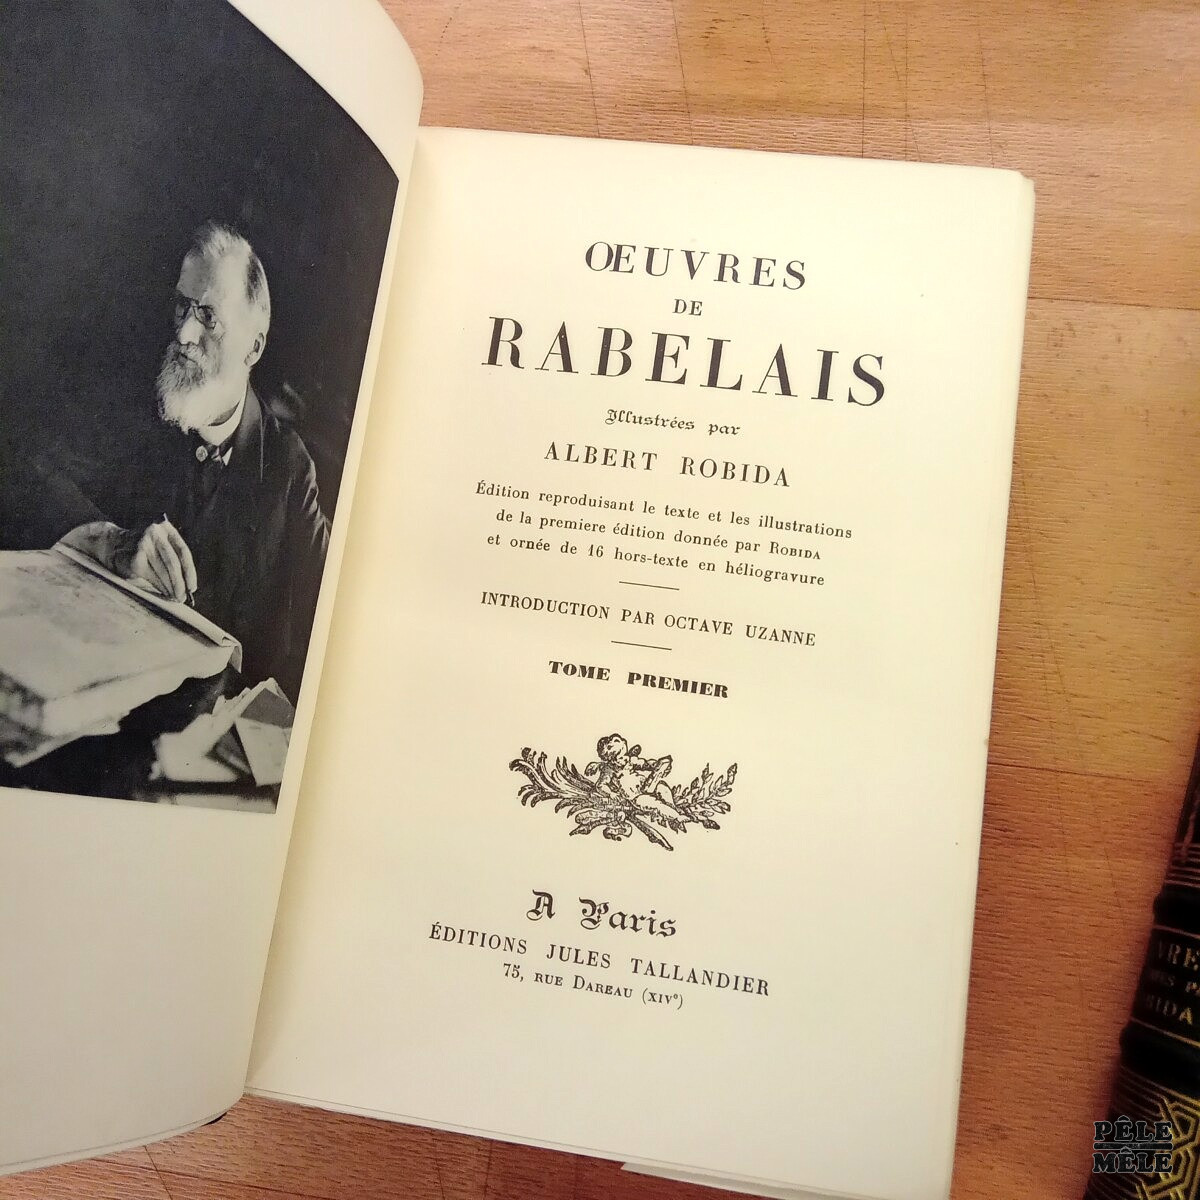 ŒUVRES
DE
RABELAIS
Illustrées par
ALBERT ROBIDA
Édition reproduisant le texte et les illustrations
de la premiere édition donnée par ROBIDA
et ornée de 16 hors-texte en héliogravure
INTRODUCTION PAR OCTAVE UZANNE
TOME PREMIER
A Paris
ÉDITIONS JULES TALLANDIER
75, RUE DAREAU (XIVᵉ)
PÊLE
MÊLE